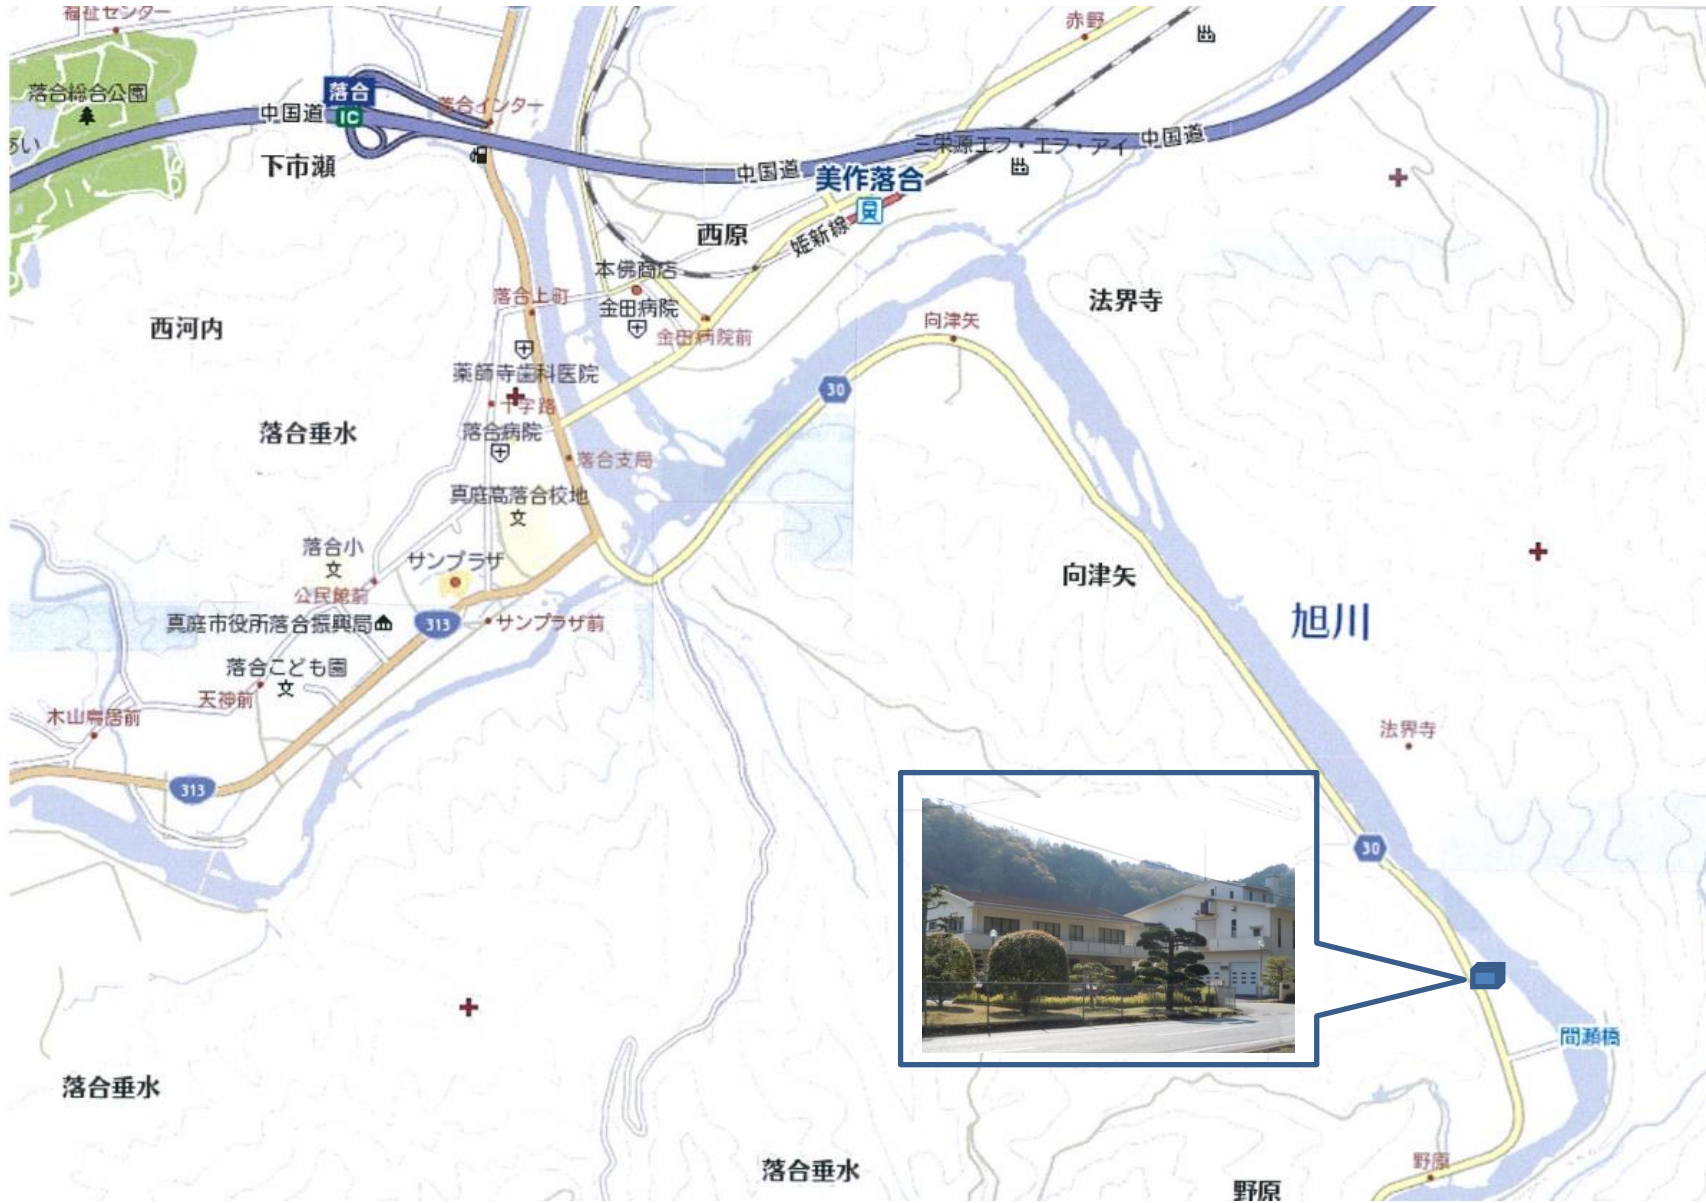 福祉センター
赤野
落合総合公園
落合
IC
落合インター
中国道
あい
下市瀬
中国道
三栄源エフ・エフ・アイ
中国道
美作落合
西原
姫新線
本佛商店
落合上町
金田病院
法界寺
西河内
金田病院前
向津矢
薬師寺歯科医院
30
十字路
落合垂水
落合病院
落合支局
真庭高落合校地
文
落合小
文
サンプラザ
向津矢
公民館前
真庭市役所落合振興局
313
サンプラザ前
旭川
落合こども園
文
天神前
木山鳥居前
法界寺
313
30
間瀬橋
落合垂水
落合垂水
野原
野原